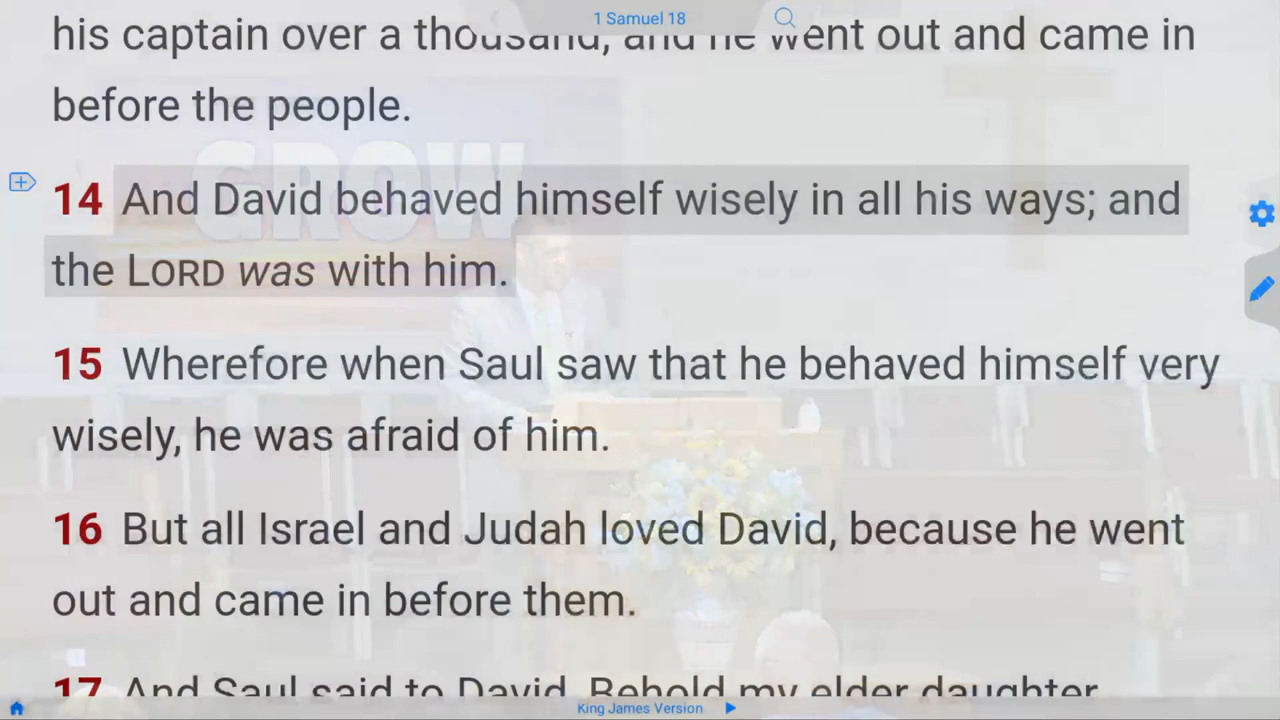 1 Samuel 18
his captain over a thousand, and he went out and came in
before the people.
GROW
14 And David behaved himself wisely in all his ways; and
the LORD was with him.
15 Wherefore when Saul saw that he behaved himself very
wisely, he was afraid of him.
16 But all Israel and Judah loved David, because he went
out and came in before them.
17 And Saul said to David, Behold my elder daughter
King James Version